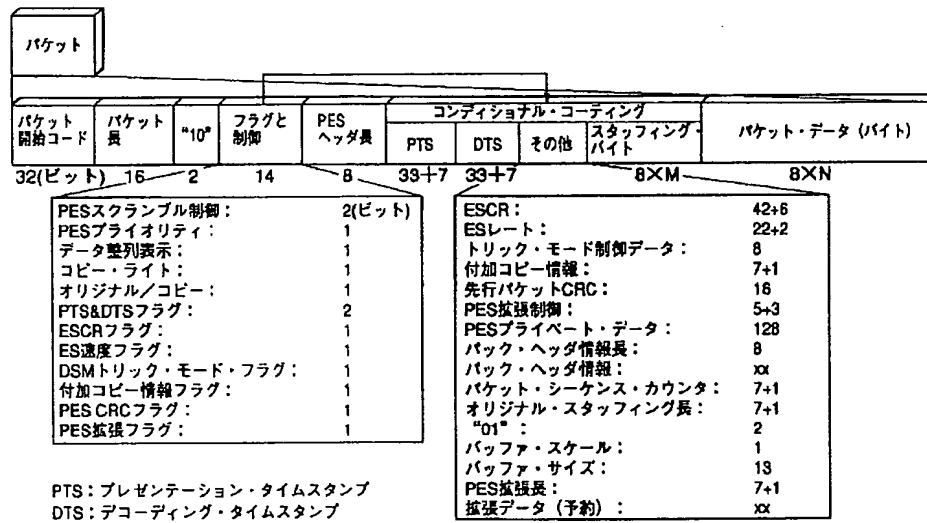 パケット
パケット開始コード
パケット長
“10”
フラグと制御
PESヘッダ長
コンディショナル・コーティング
PTS
DTS
その他
スタッフィング・バイト
パケット・データ（バイト）
32(ビット) 16 2 14 8 33+7 33+7 8×M 8×N
PESスクランブル制御： 2(ビット)
PESプライオリティ： 1
データ整列表示： 1
コピー・ライト： 1
オリジナル／コピー： 1
PTS&DTSフラグ： 2
ESCRフラグ： 1
ES速度フラグ： 1
DSMトリック・モード・フラグ： 1
付加コピー情報フラグ： 1
PES CRCフラグ： 1
PES拡張フラグ： 1
ESCR： 42+6
ESレート： 22+2
トリック・モード制御データ： 8
付加コピー情報： 7+1
先行パケットCRC： 16
PES拡張制御： 5+3
PESプライベート・データ： 128
パック・ヘッダ情報長： 8
パック・ヘッダ情報： xx
パケット・シーケンス・カウンタ： 7+1
オリジナル・スタッフィング長： 7+1
“01”： 2
バッファ・スケール： 1
バッファ・サイズ： 13
PES拡張長： 7+1
拡張データ（予約）： xx
PTS：プレゼンテーション・タイムスタンプ
DTS：デコーディング・タイムスタンプ